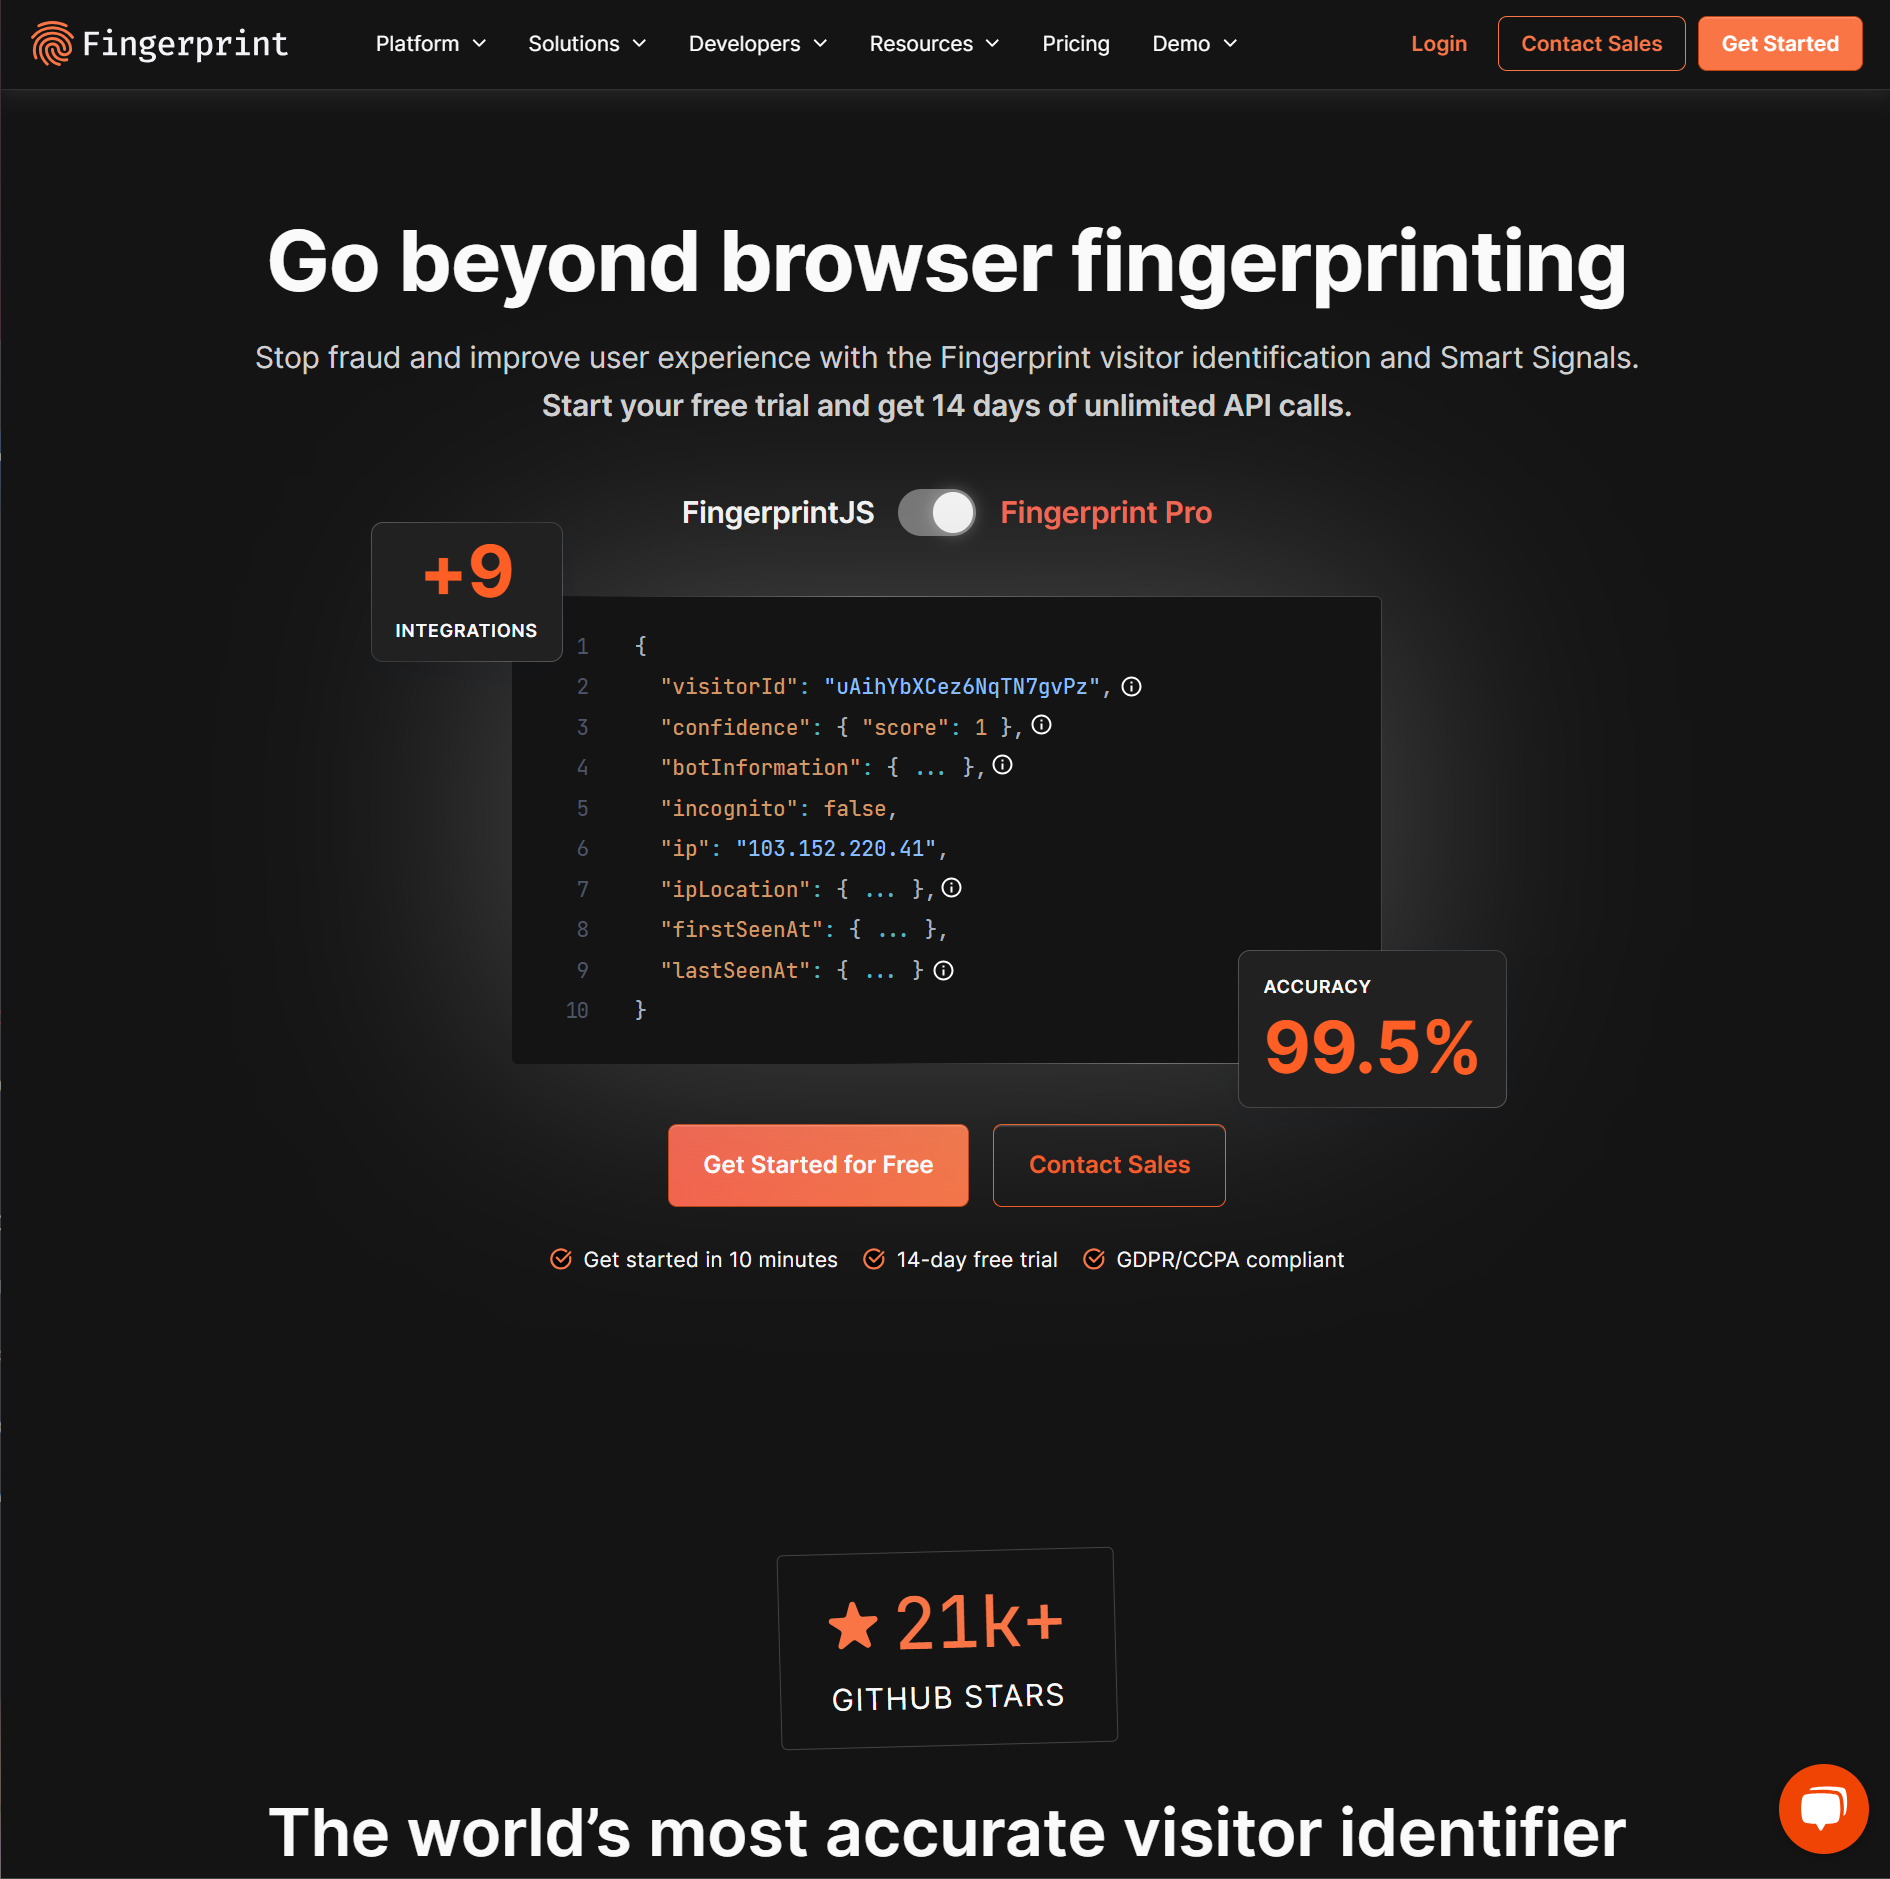 Fingerprint
Platform
Solutions
Developers
Resources
Pricing
Demo
Login
Contact Sales
Get Started
Go beyond browser fingerprinting
Stop fraud and improve user experience with the Fingerprint visitor identification and Smart Signals.
Start your free trial and get 14 days of unlimited API calls.
FingerprintJS
Fingerprint Pro
+9
INTEGRATIONS
1 {
2 "visitorId": "uAihYbXCez6NqTN7gvPz",
3 "confidence": { "score": 1 },
4 "botInformation": { ... },
5 "incognito": false,
6 "ip": "103.152.220.41",
7 "ipLocation": { ... },
8 "firstSeenAt": { ... },
9 "lastSeenAt": { ... }
10 }
ACCURACY
99.5%
Get Started for Free
Contact Sales
Get started in 10 minutes
14-day free trial
GDPR/CCPA compliant
21k+
GITHUB STARS
The world’s most accurate visitor identifier